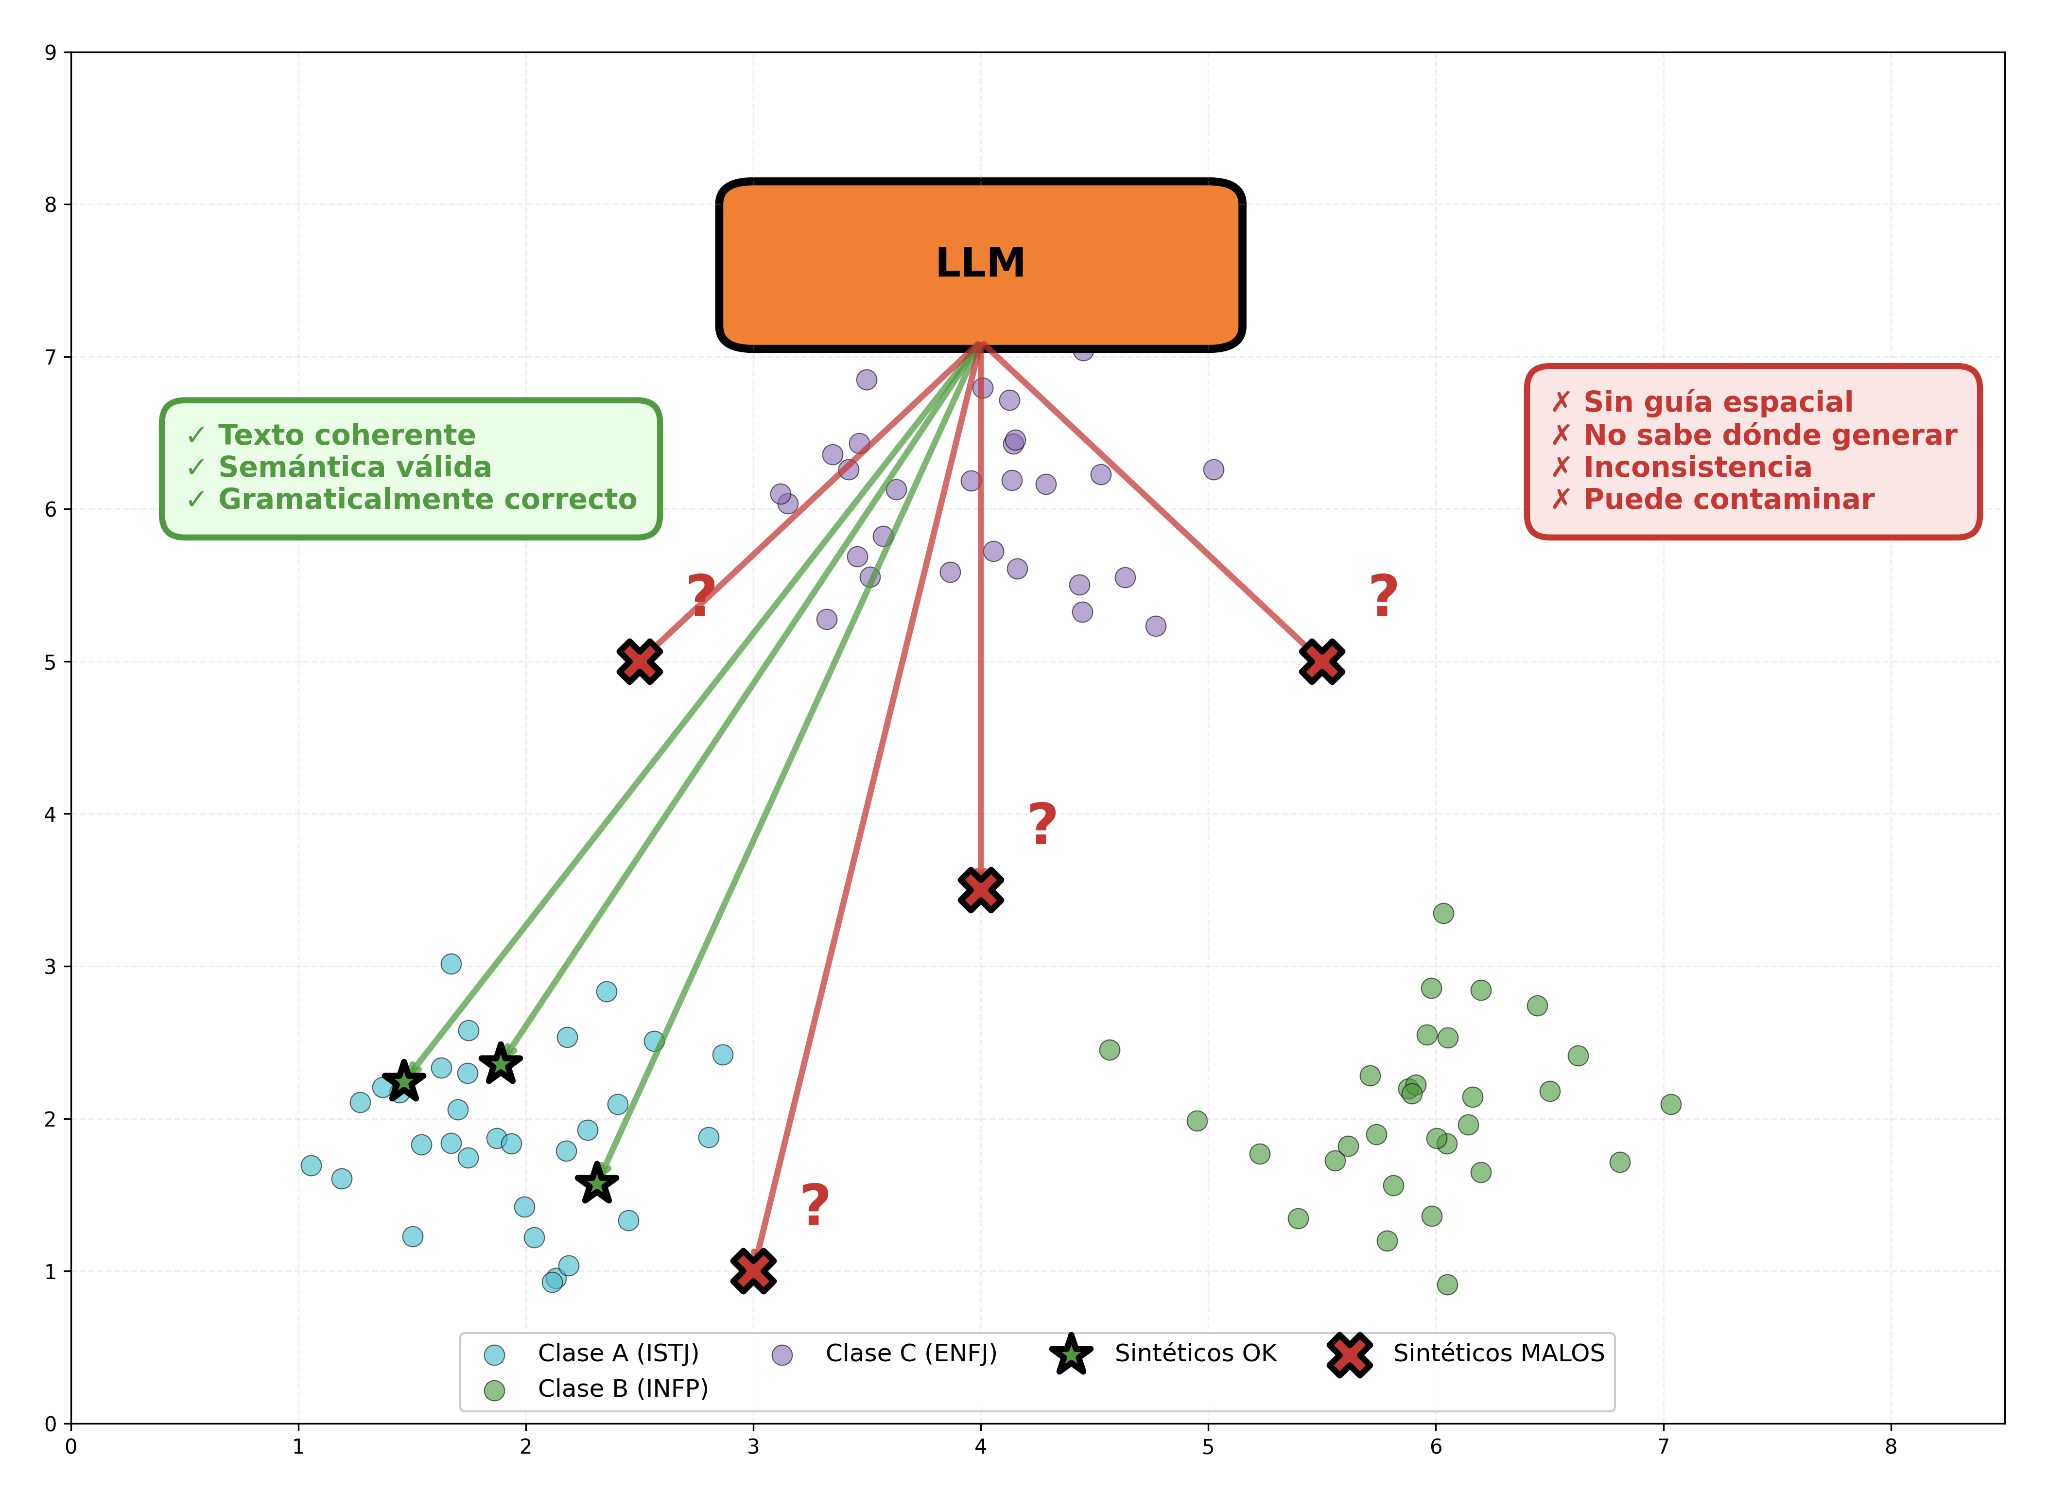 9
8
7
6
5
4
3
2
1
0
0 1 2 3 4 5 6 7 8
LLM
✓ Texto coherente
✓ Semántica válida
✓ Gramaticalmente correcto
✗ Sin guía espacial
✗ No sabe dónde generar
✗ Inconsistencia
✗ Puede contaminar
?
?
?
?
Clase A (ISTJ)
Clase B (INFP)
Clase C (ENFJ)
Sintéticos OK
Sintéticos MALOS